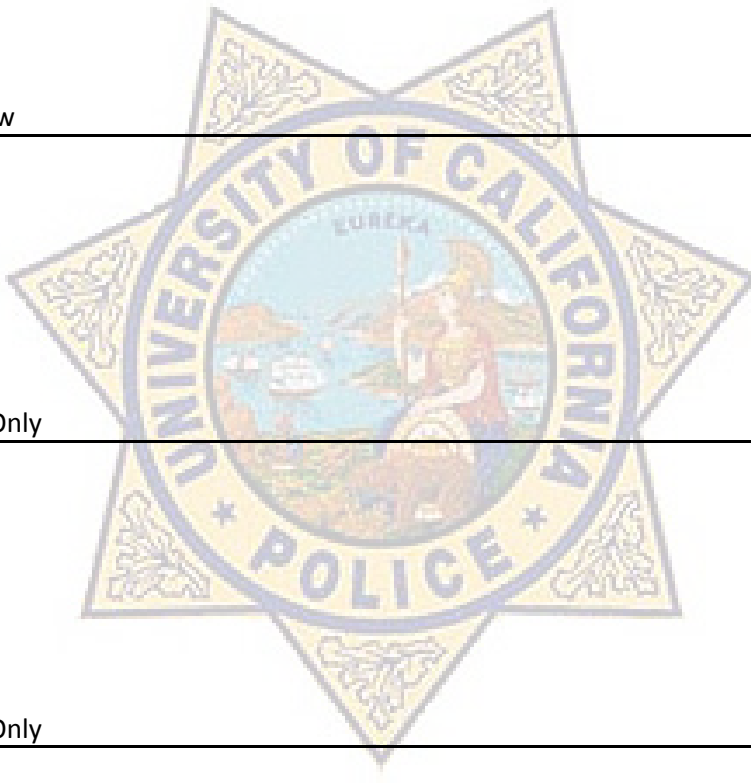 w
UNIVERSITY OF CALIFORNIA
EUREKA
Only
POLICE
Only